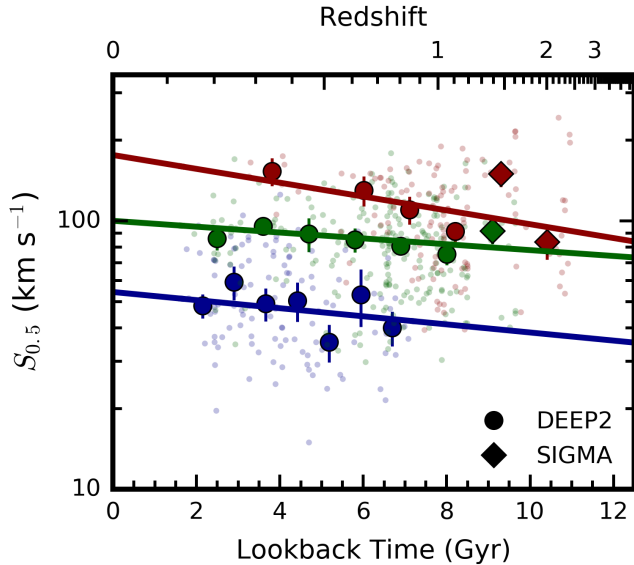 Redshift
0 1 2 3
S0.5 (km s−1)
100
10
0 2 4 6 8 10 12
Lookback Time (Gyr)
DEEP2
SIGMA